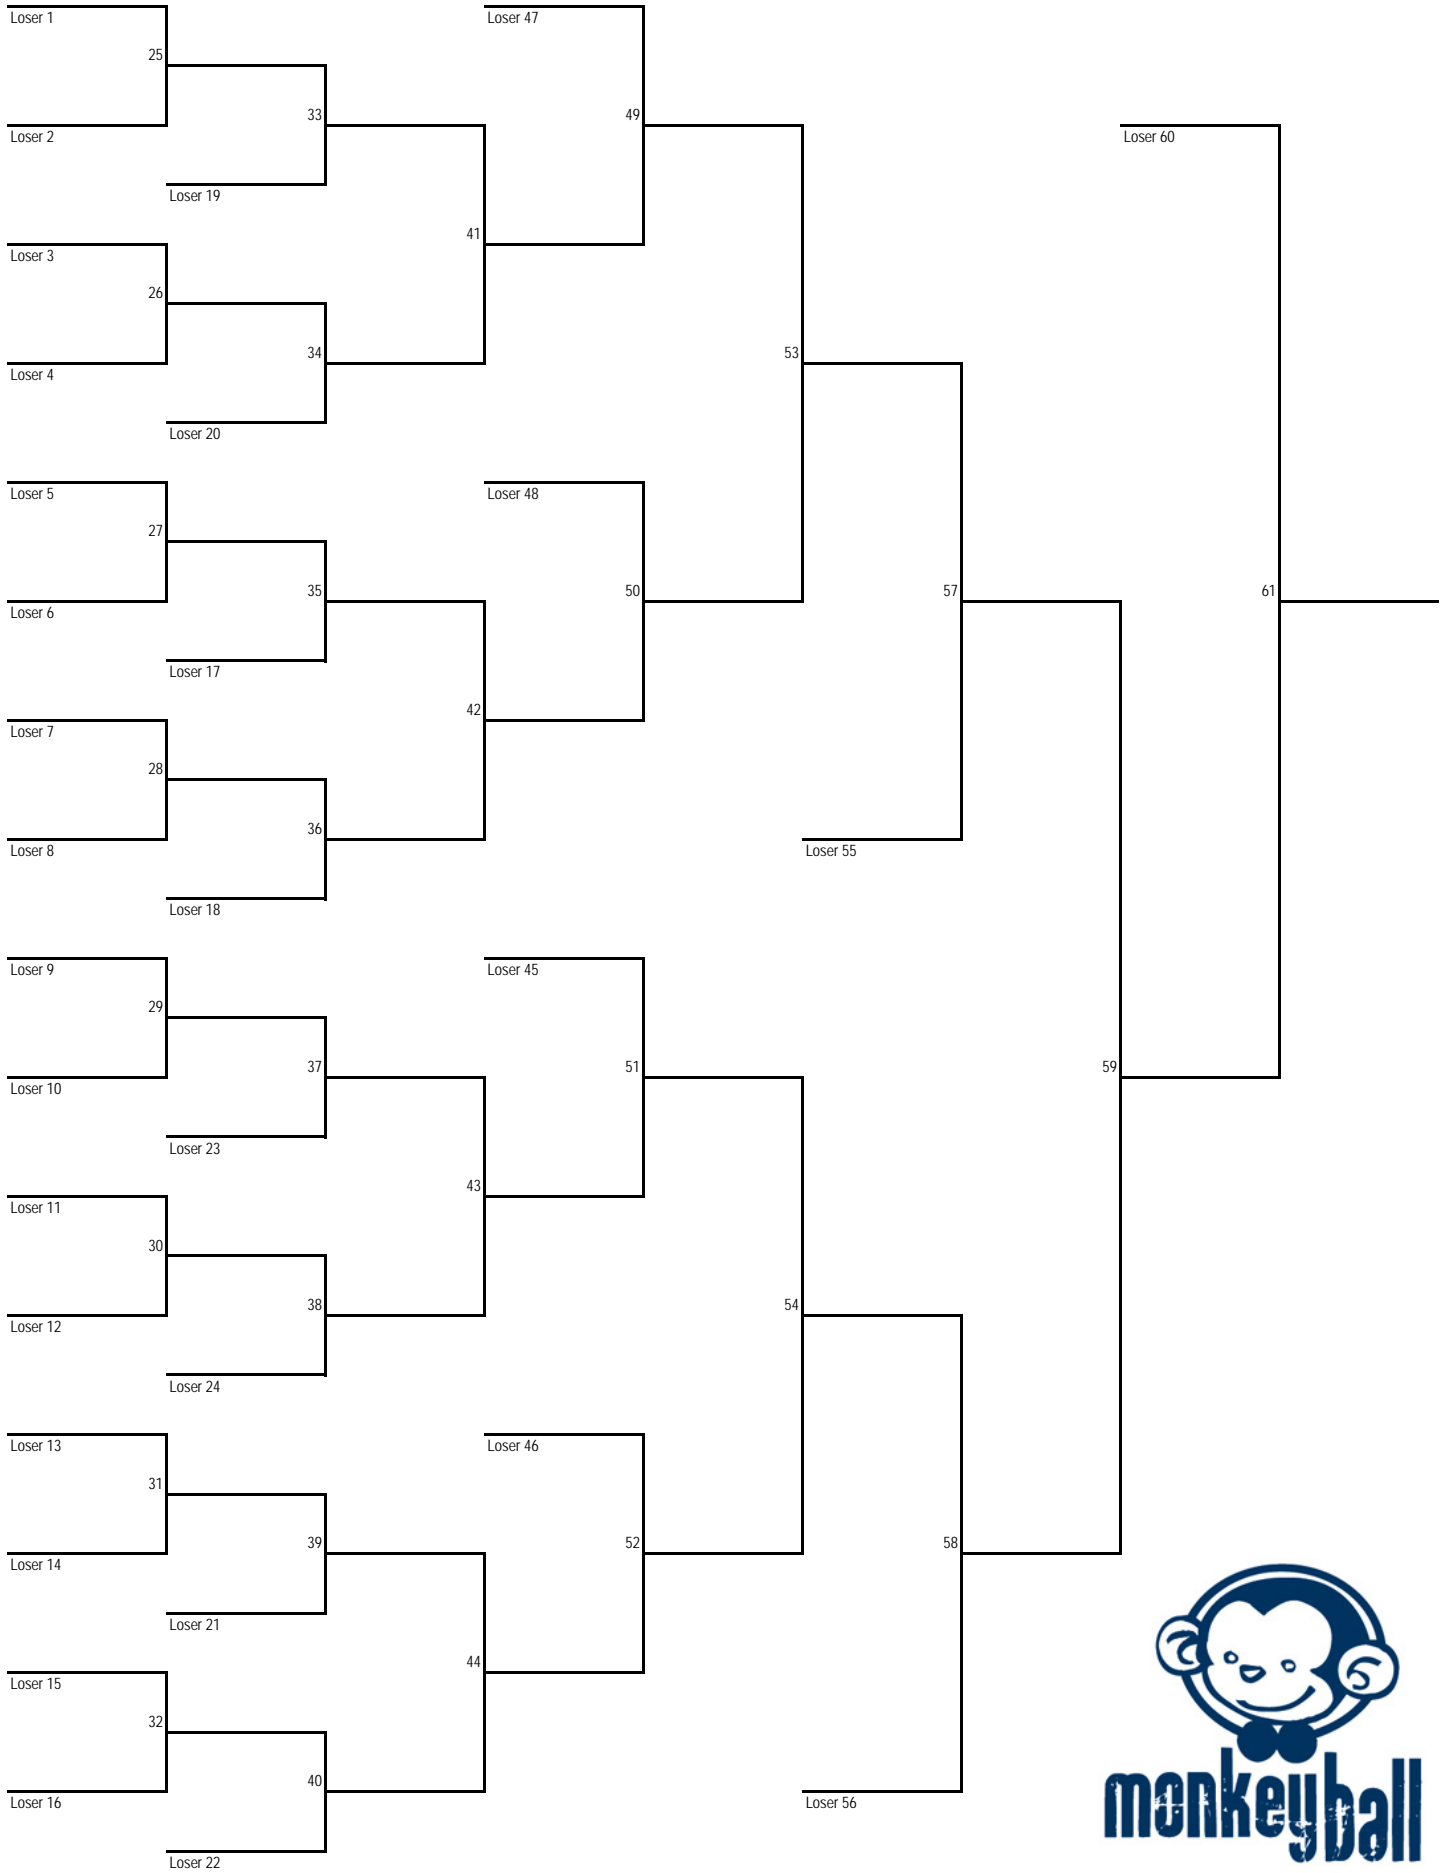 Loser 1
Loser 47
25
33
49
Loser 2
Loser 60
Loser 19
41
Loser 3
26
34
53
Loser 4
Loser 20
Loser 5
Loser 48
27
35
50
57
61
Loser 6
Loser 17
42
Loser 7
28
36
Loser 8
Loser 55
Loser 18
Loser 9
Loser 45
29
37
51
59
Loser 10
Loser 23
43
Loser 11
30
38
54
Loser 12
Loser 24
Loser 13
Loser 46
31
39
52
58
Loser 14
Loser 21
44
Loser 15
32
40
Loser 16
Loser 56
Loser 22
monkeyball